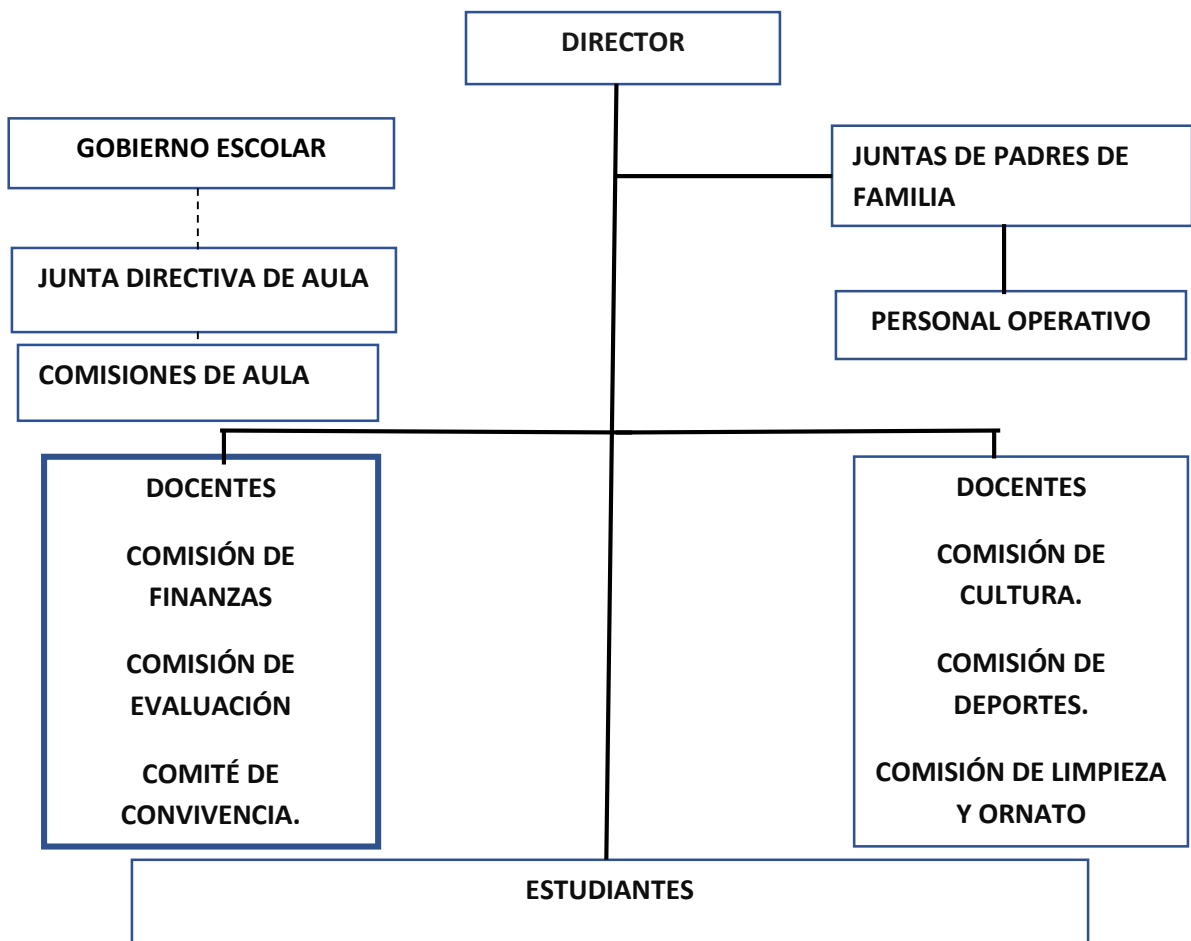 DIRECTOR
GOBIERNO ESCOLAR
JUNTAS DE PADRES DE
FAMILIA
JUNTA DIRECTIVA DE AULA
PERSONAL OPERATIVO
COMISIONES DE AULA
DOCENTES
COMISIÓN DE
FINANZAS
COMISIÓN DE
EVALUACIÓN
COMITÉ DE
CONVIVENCIA.
DOCENTES
COMISIÓN DE
CULTURA.
COMISIÓN DE
DEPORTES.
COMISIÓN DE LIMPIEZA
Y ORNATO
ESTUDIANTES